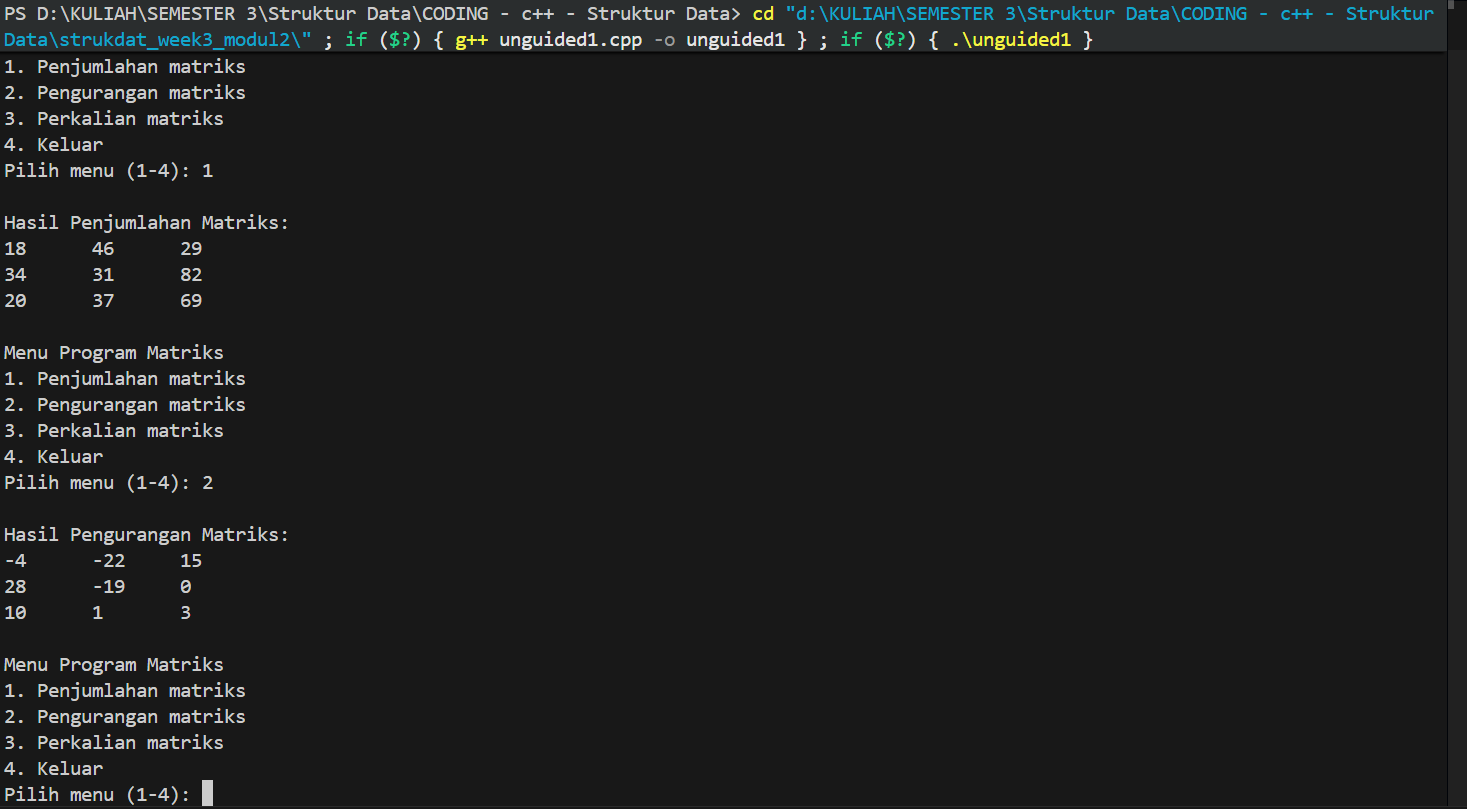 PS D:\KULIAH\SEMESTER 3\Struktur Data\CODING - c++ - Struktur Data> cd "d:\KULIAH\SEMESTER 3\Struktur Data\CODING - c++ - Struktur
Data\strukdat_week3_modul2\" ; if ($?) { g++ unguided1.cpp -o unguided1 } ; if ($?) { .\unguided1 }
1. Penjumlahan matriks
2. Pengurangan matriks
3. Perkalian matriks
4. Keluar
Pilih menu (1-4): 1
Hasil Penjumlahan Matriks:
18      46      29
34      31      82
20      37      69
Menu Program Matriks
1. Penjumlahan matriks
2. Pengurangan matriks
3. Perkalian matriks
4. Keluar
Pilih menu (1-4): 2
Hasil Pengurangan Matriks:
-4      -22     15
28      -19     0
10      1       3
Menu Program Matriks
1. Penjumlahan matriks
2. Pengurangan matriks
3. Perkalian matriks
4. Keluar
Pilih menu (1-4):